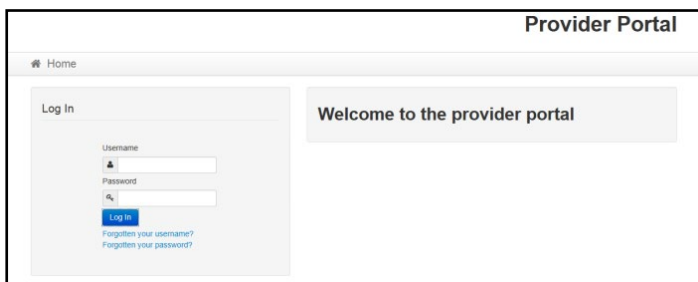 Provider Portal
Home
Log In
Welcome to the provider portal
Username
Password
Log In
Forgotten your username?
Forgotten your password?